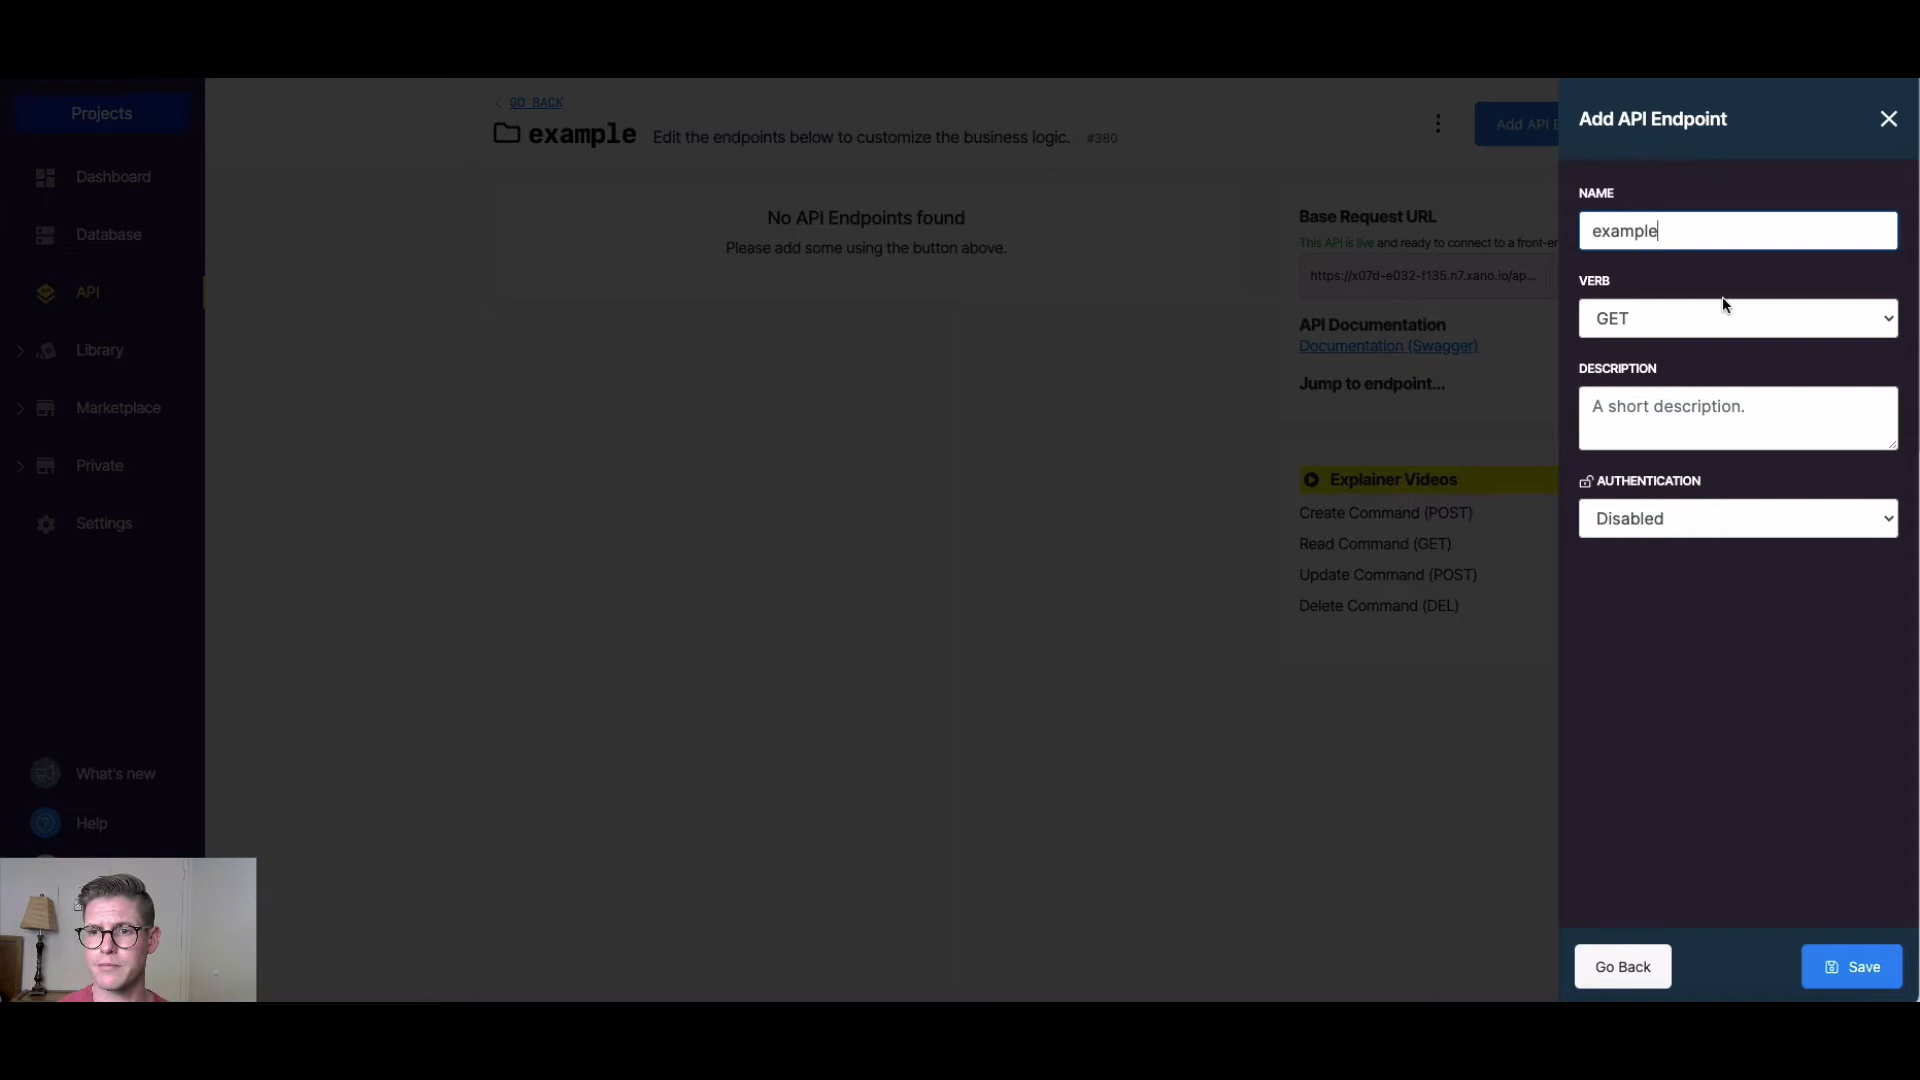 Projects
Dashboard
Database
API
Library
Marketplace
Private
Settings
What's new
Help
GO BACK
example Edit the endpoints below to customize the business logic. #380
Add API E
No API Endpoints found
Please add some using the button above.
Base Request URL
This API is live and ready to connect to a front-en
https://x07d-e032-f135.n7.xano.io/ap...
API Documentation
Documentation (Swagger)
Jump to endpoint...
Explainer Videos
Create Command (POST)
Read Command (GET)
Update Command (POST)
Delete Command (DEL)
Add API Endpoint
NAME
example
VERB
GET
DESCRIPTION
A short description.
AUTHENTICATION
Disabled
Go Back
Save